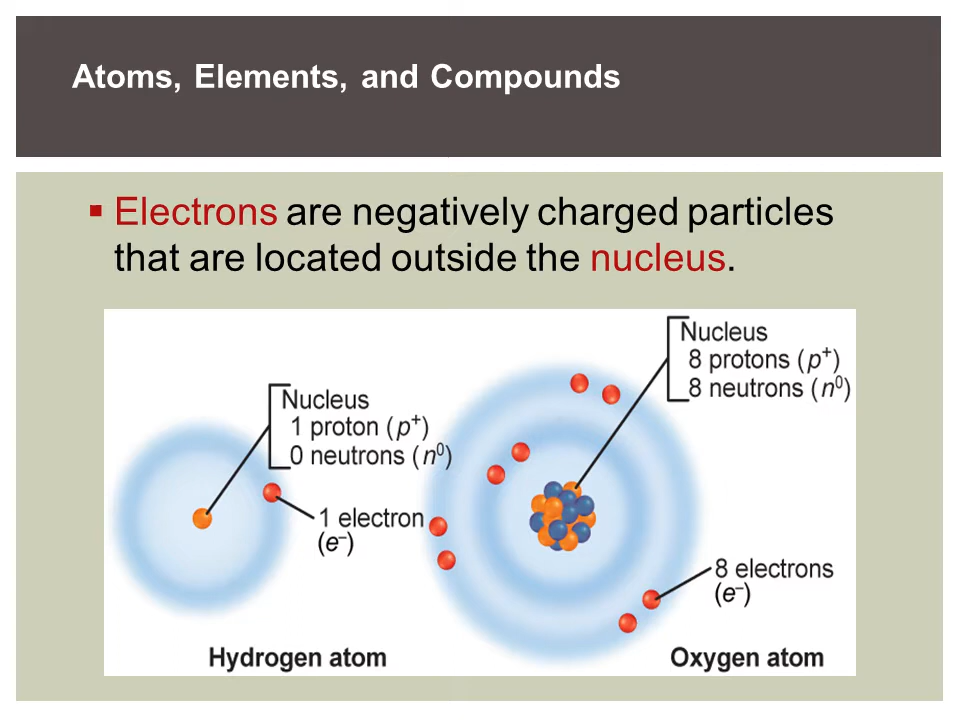 Atoms, Elements, and Compounds
▪ Electrons are negatively charged particles
that are located outside the nucleus.
Nucleus
1 proton (p⁺)
0 neutrons (n⁰)
1 electron
(e⁻)
Hydrogen atom
Nucleus
8 protons (p⁺)
8 neutrons (n⁰)
8 electrons
(e⁻)
Oxygen atom